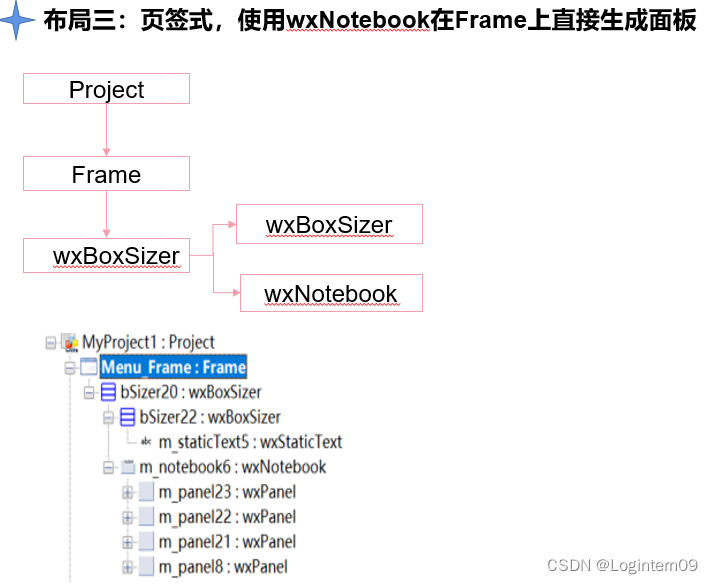 布局三：页签式，使用wxNotebook在Frame上直接生成面板
Project
Frame
wxBoxSizer
wxBoxSizer
wxNotebook
MyProject1 : Project
Menu_Frame : Frame
bSizer20 : wxBoxSizer
bSizer22 : wxBoxSizer
abc m_staticText5 : wxStaticText
m_notebook6 : wxNotebook
m_panel23 : wxPanel
m_panel22 : wxPanel
m_panel21 : wxPanel
m_panel8 : wxPanel
CSDN @Logintern09